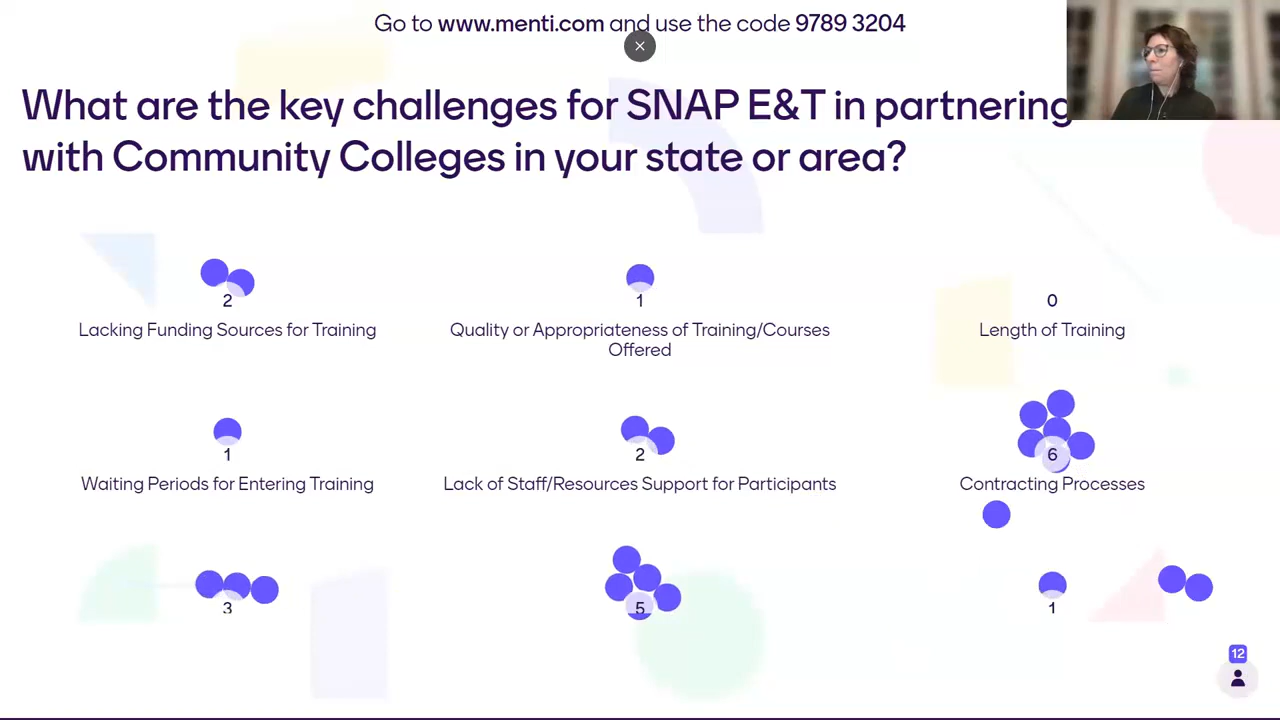 Go to www.menti.com and use the code 9789 3204
What are the key challenges for SNAP E&T in partnering
with Community Colleges in your state or area?
2
1
0
Lacking Funding Sources for Training
Quality or Appropriateness of Training/Courses
Offered
Length of Training
1
2
6
Waiting Periods for Entering Training
Lack of Staff/Resources Support for Participants
Contracting Processes
3
5
1
12